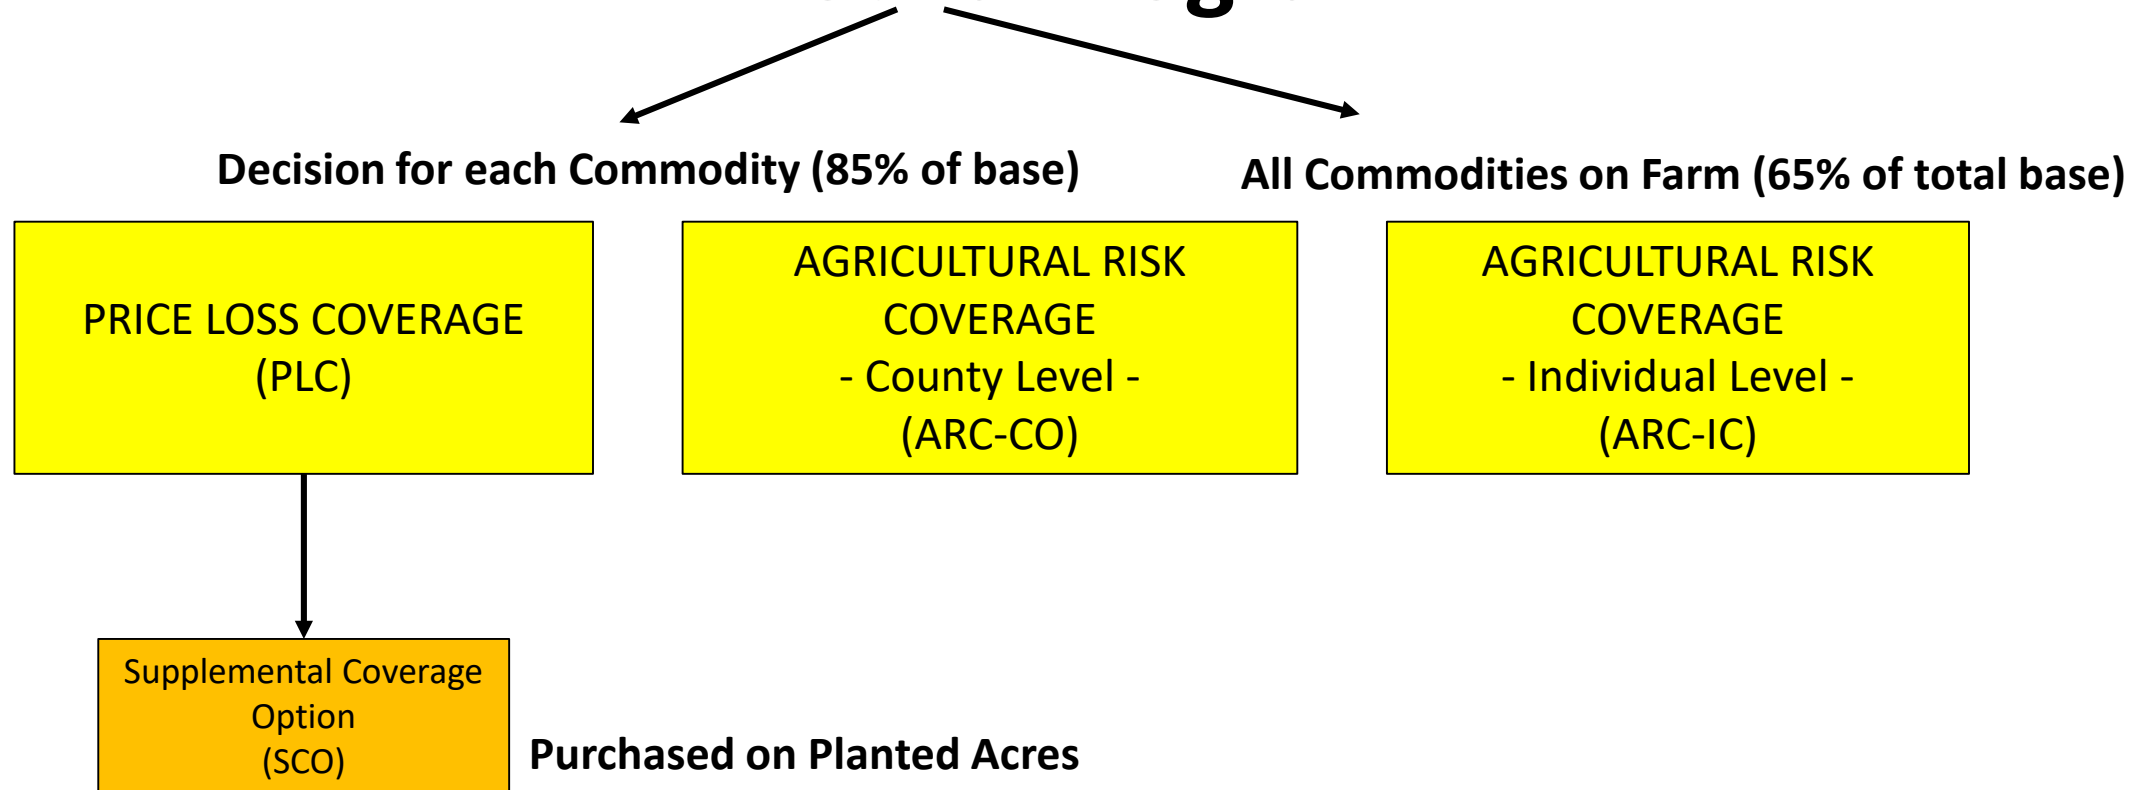 Decision for each Commodity (85% of base)
All Commodities on Farm (65% of total base)
PRICE LOSS COVERAGE
(PLC)
AGRICULTURAL RISK
COVERAGE
- County Level -
(ARC-CO)
AGRICULTURAL RISK
COVERAGE
- Individual Level -
(ARC-IC)
Supplemental Coverage
Option
(SCO)
Purchased on Planted Acres